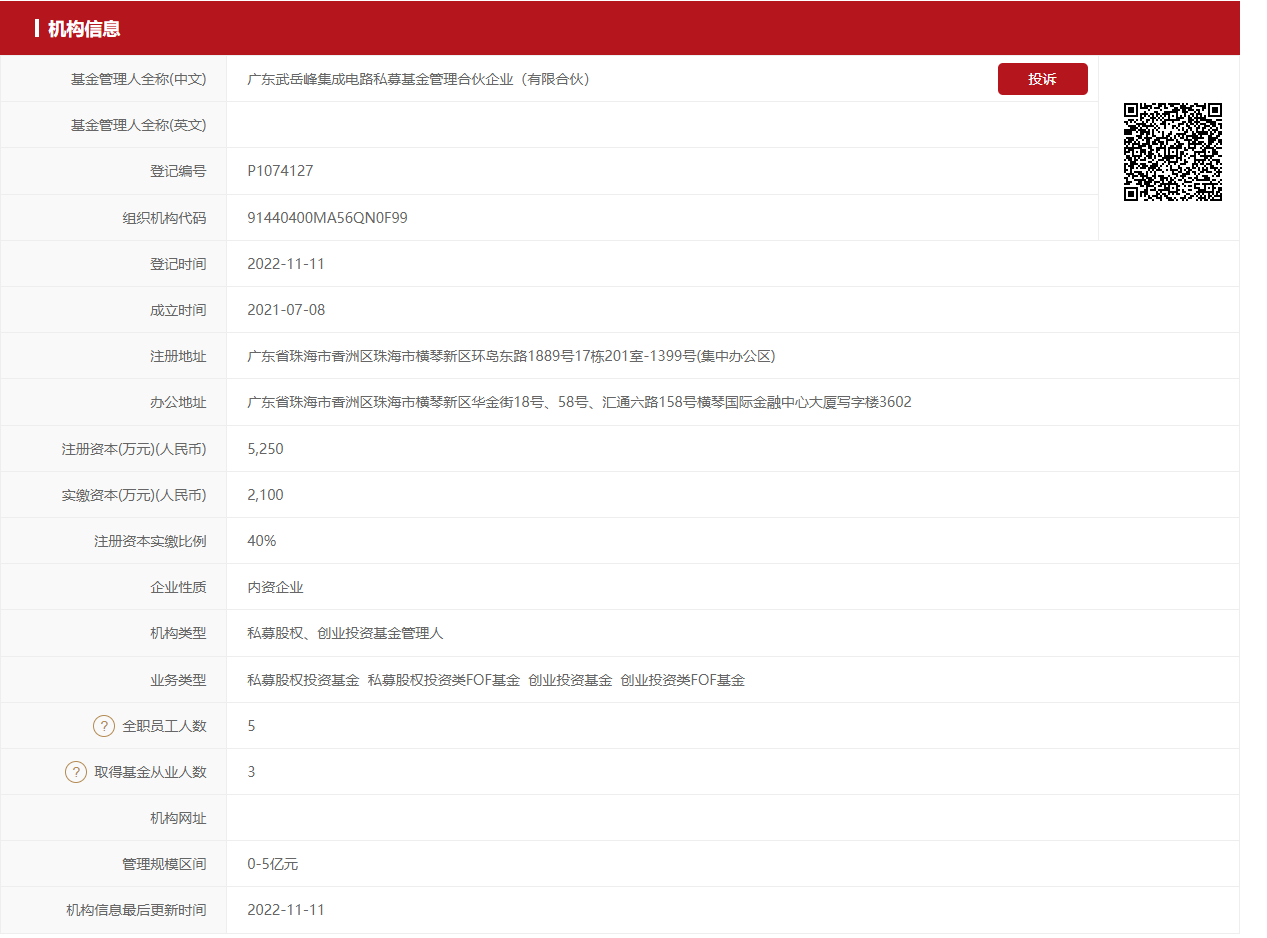 机构信息
基金管理人全称(中文) 广东武岳峰集成电路私募基金管理合伙企业（有限合伙） 投诉
基金管理人全称(英文)
登记编号 P1074127
组织机构代码 91440400MA56QN0F99
登记时间 2022-11-11
成立时间 2021-07-08
注册地址 广东省珠海市香洲区珠海市横琴新区环岛东路1889号17栋201室-1399号(集中办公区)
办公地址 广东省珠海市香洲区珠海市横琴新区华金街18号、58号、汇通六路158号横琴国际金融中心大厦写字楼3602
注册资本(万元)(人民币) 5,250
实缴资本(万元)(人民币) 2,100
注册资本实缴比例 40%
企业性质 内资企业
机构类型 私募股权、创业投资基金管理人
业务类型 私募股权投资基金 私募股权投资类FOF基金 创业投资基金 创业投资类FOF基金
? 全职员工人数 5
? 取得基金从业人数 3
机构网址
管理规模区间 0-5亿元
机构信息最后更新时间 2022-11-11